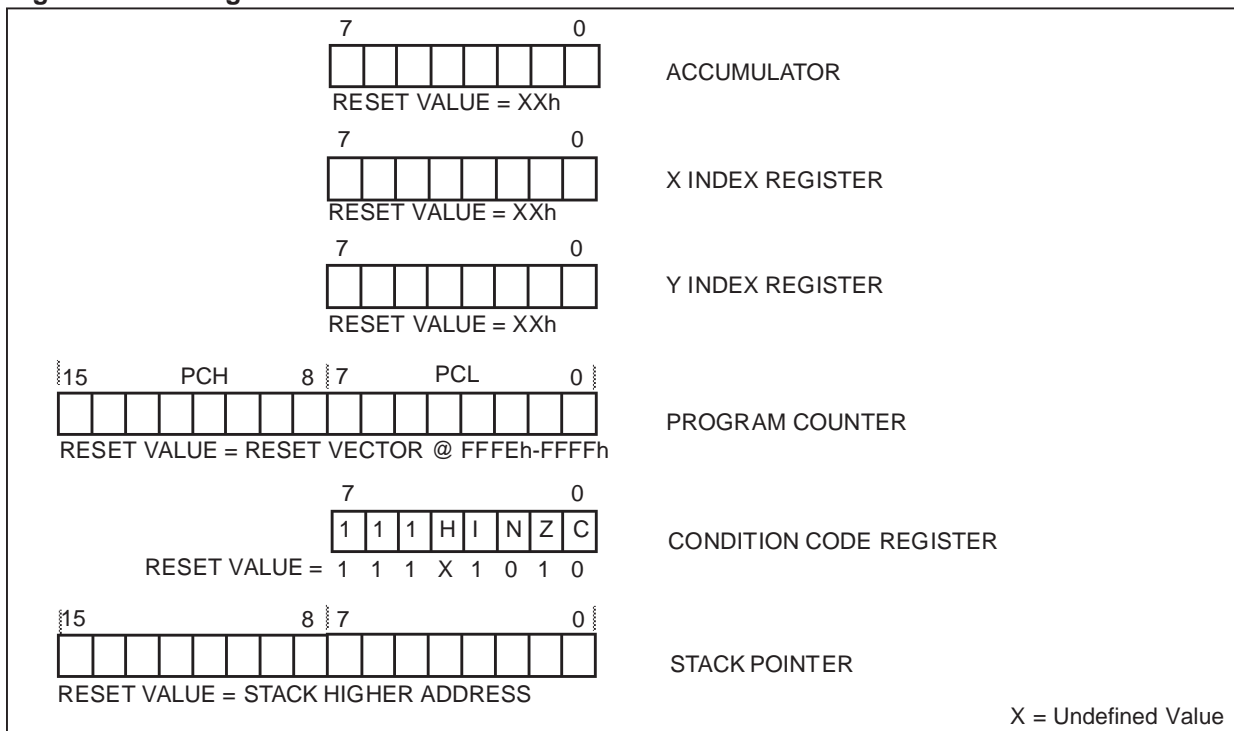 7 0
ACCUMULATOR
RESET VALUE = XXh
7 0
X INDEX REGISTER
RESET VALUE = XXh
7 0
Y INDEX REGISTER
RESET VALUE = XXh
15 PCH 8 7 PCL 0
PROGRAM COUNTER
RESET VALUE = RESET VECTOR @ FFFEh-FFFFh
7 0
1 1 1 H I N Z C
CONDITION CODE REGISTER
RESET VALUE = 1 1 1 X 1 0 1 0
15 8 7 0
STACK POINTER
RESET VALUE = STACK HIGHER ADDRESS
X = Undefined Value